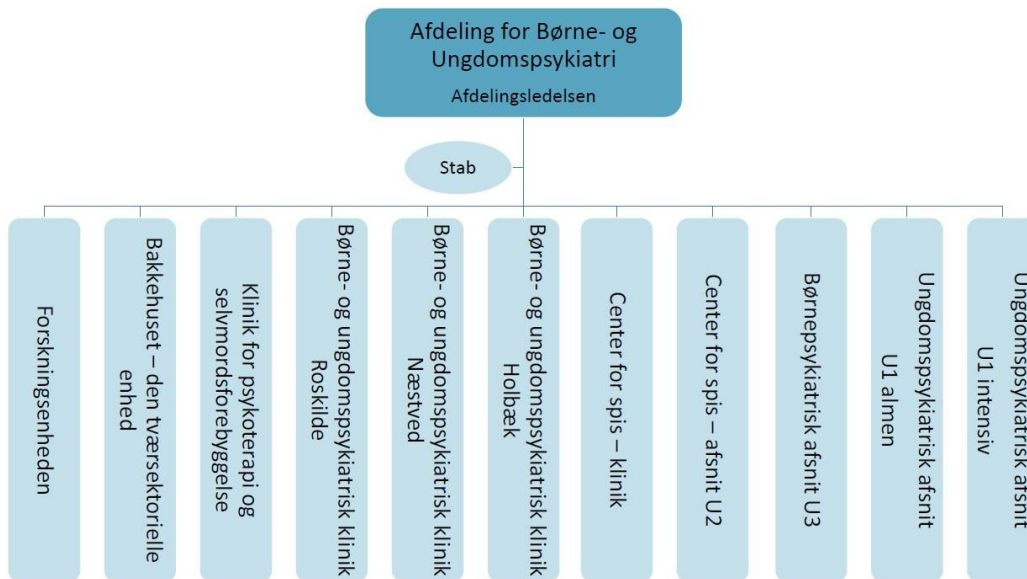 Afdeling for Børne- og
Ungdomspsykiatri
Afdelingsledelsen
Stab
Forskningsenheden
Bakkehuset – den tværsektorielle
enhed
Klinik for psykoterapi og
selvmordsforebyggelse
Børne- og ungdomspsykiatrisk klinik
Roskilde
Børne- og ungdomspsykiatrisk klinik
Næstved
Børne- og ungdomspsykiatrisk klinik
Holbæk
Center for spis – klinik
Center for spis – afsnit U2
Børnepsykiatrisk afsnit U3
Ungdomspsykiatrisk afsnit
U1 almen
Ungdomspsykiatrisk afsnit
U1 intensiv